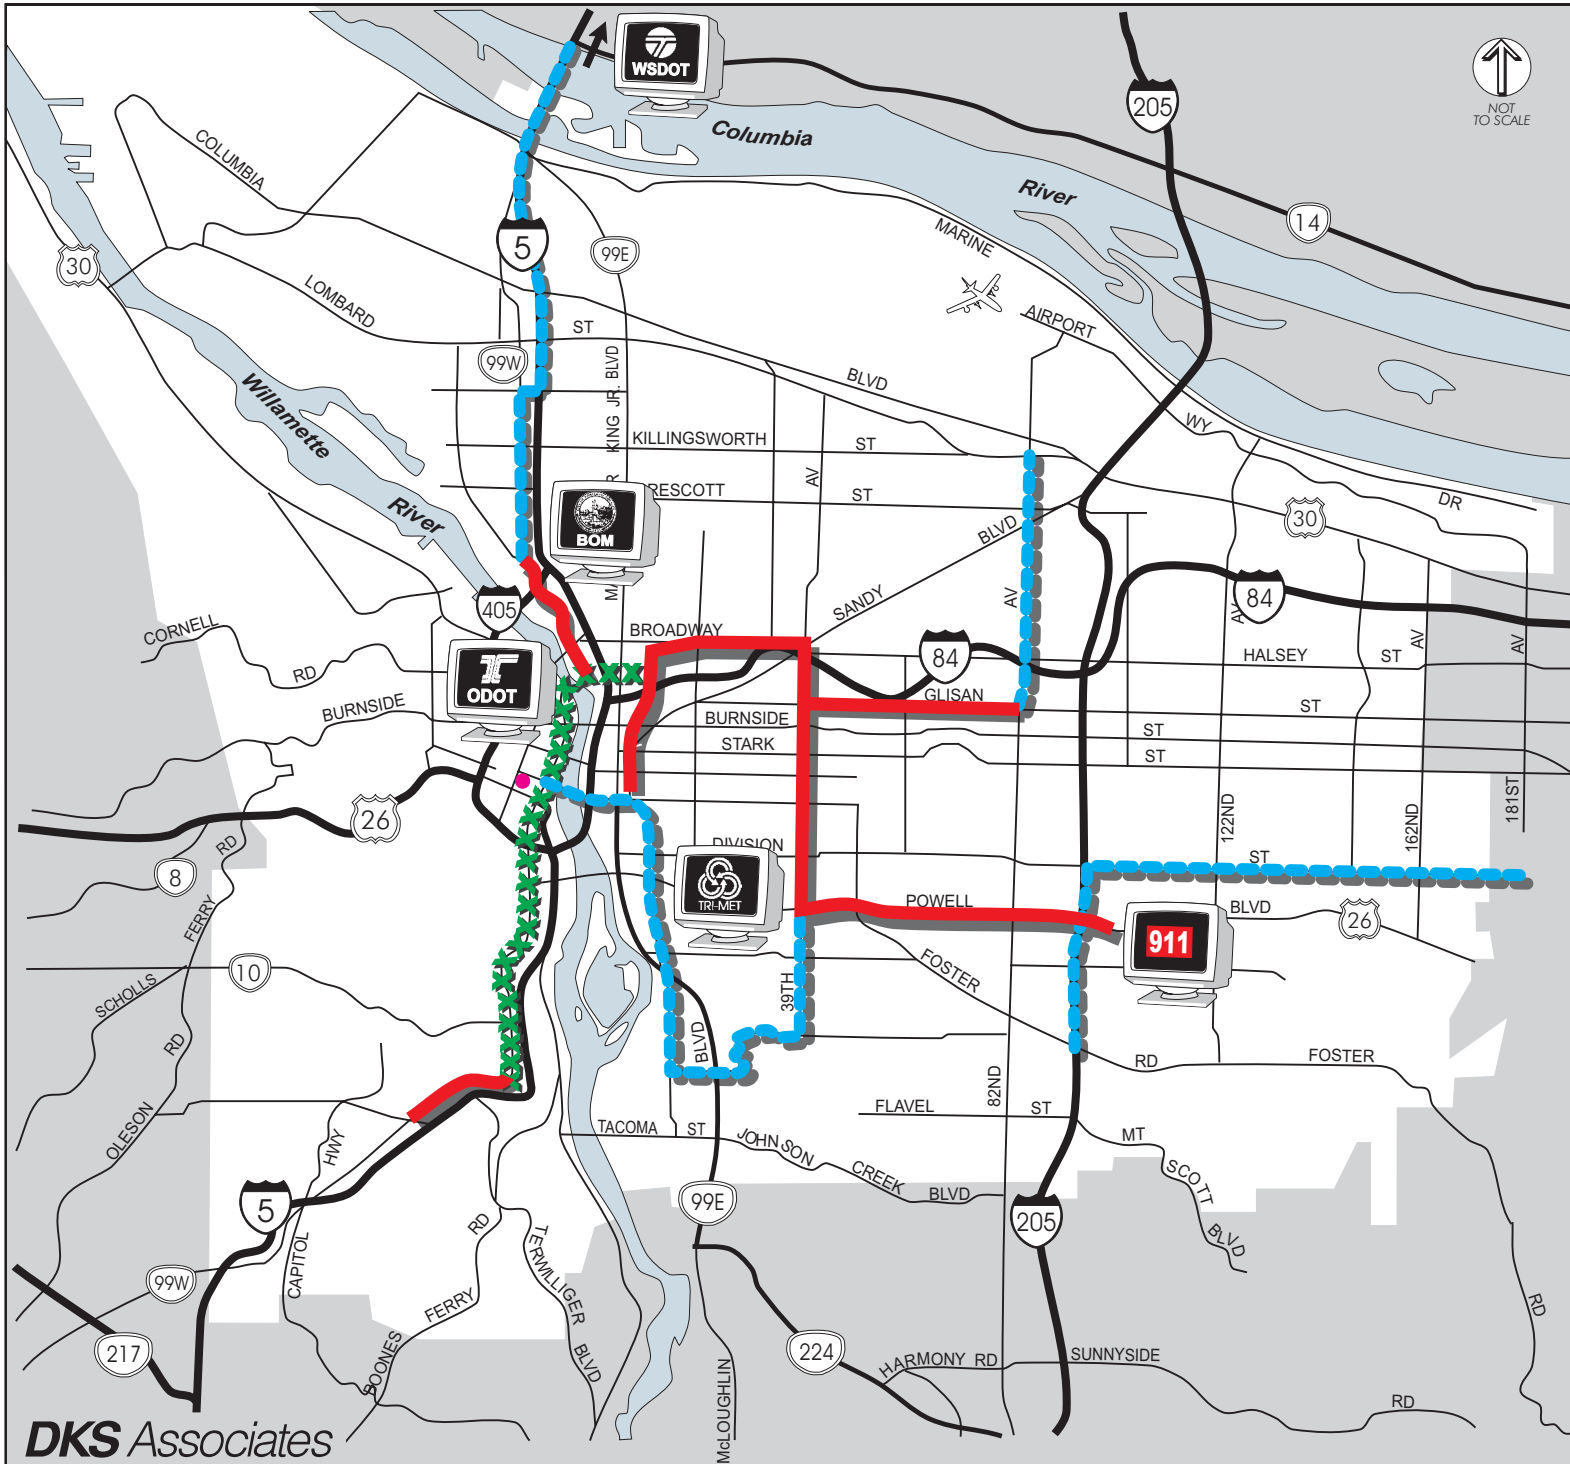 WSDOT
205
NOT
TO SCALE
Columbia
River
COLUMBIA
14
MARINE
30
5
99E
LOMBARD
ST
AIRPORT
99W
BLVD
KING JR. BLVD
WY
Willamette
KILLINGSWORTH
ST
AV
River
RESCOTT
ST
DR
BLVD
30
BOM
405
SANDY
AV
84
CORNELL
BROADWAY
84
HALSEY
ST
AV
AV
AV
RD
ODOT
GLISAN
ST
BURNSIDE
BURNSIDE
ST
STARK
ST
26
122ND
162ND
181ST
RD
DIVISION
ST
8
TRI-MET
POWELL
BLVD
26
FERRY
911
10
FOSTER
SCHOLLS
39TH
RD
BLVD
RD
FOSTER
82ND
OLESON
FLAVEL
ST
HWY
TACOMA
ST
JOHNSON
CREEK
BLVD
MT
SCOTT
BLVD
5
99E
205
RD
CAPITOL
TERWILLIGER
BLVD
99W
FERRY
RD
217
BOONES
224
HARMONY RD
SUNNYSIDE
RD
McLOUGHLIN
DKS Associates